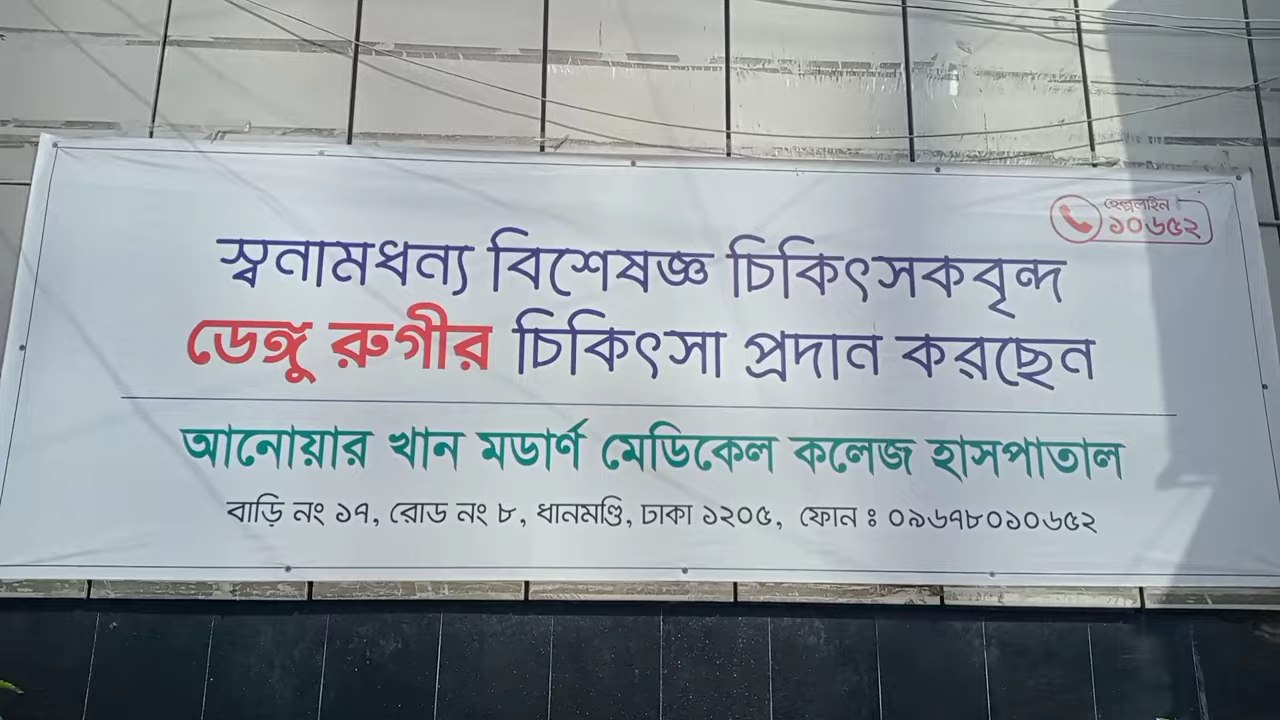 হেল্পলাইন
১০৬৫২
স্বনামধন্য বিশেষজ্ঞ চিকিৎসকবৃন্দ
ডেঙ্গু রুগীর চিকিৎসা প্রদান করছেন
আনোয়ার খান মডার্ণ মেডিকেল কলেজ হাসপাতাল
বাড়ি নং ১৭, রোড নং ৮, ধানমণ্ডি, ঢাকা ১২০৫, ফোন ঃ ০৯৬৭৮০১০৬৫২